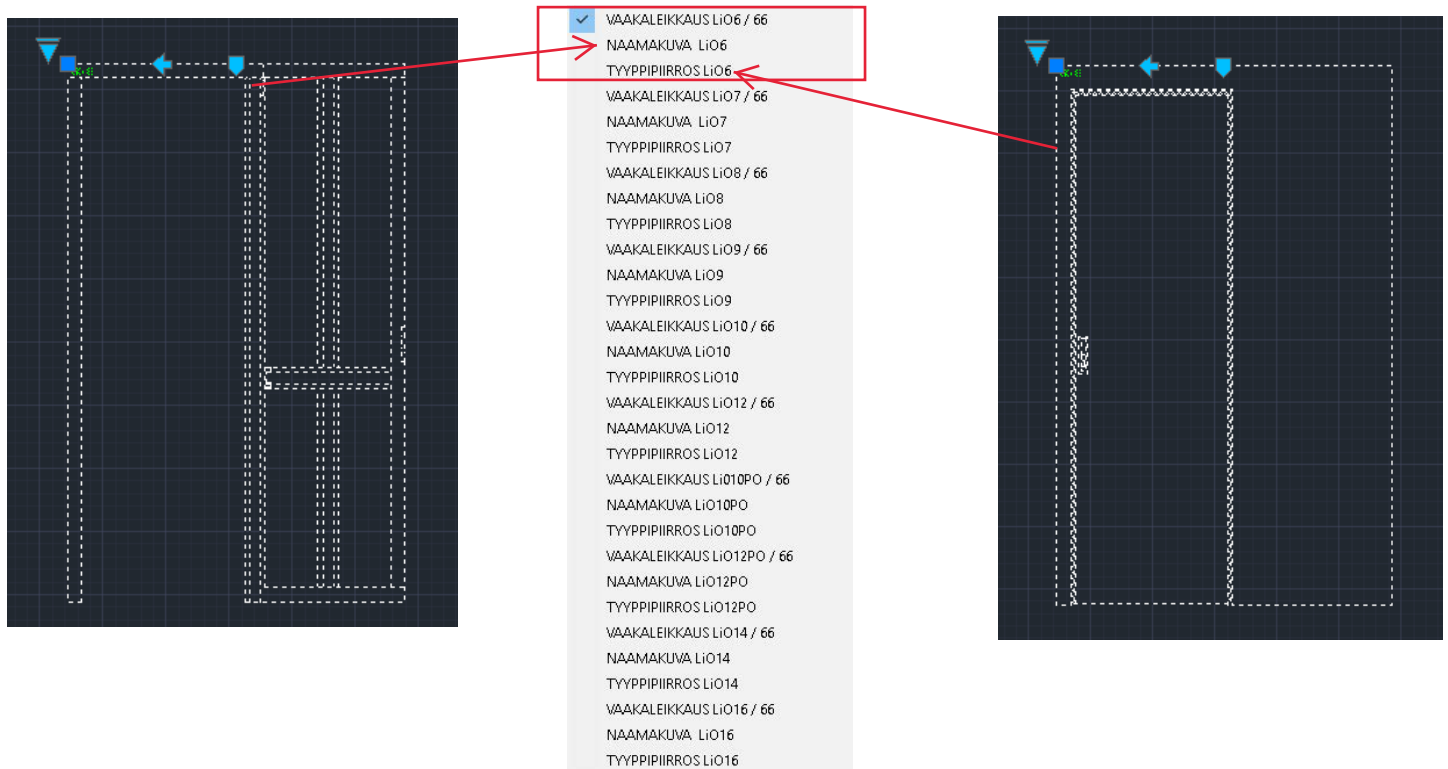 VAAKALEIKKAUS LiO6 / 66
NAAMAKUVA LiO6
TYYPPIPIIRROS LiO6
VAAKALEIKKAUS LiO7 / 66
NAAMAKUVA LiO7
TYYPPIPIIRROS LiO7
VAAKALEIKKAUS LiO8 / 66
NAAMAKUVA LiO8
TYYPPIPIIRROS LiO8
VAAKALEIKKAUS LiO9 / 66
NAAMAKUVA LiO9
TYYPPIPIIRROS LiO9
VAAKALEIKKAUS LiO10 / 66
NAAMAKUVA LiO10
TYYPPIPIIRROS LiO10
VAAKALEIKKAUS LiO12 / 66
NAAMAKUVA LiO12
TYYPPIPIIRROS LiO12
VAAKALEIKKAUS Li010PO / 66
NAAMAKUVA LiO10PO
TYYPPIPIIRROS LiO10PO
VAAKALEIKKAUS LiO12PO / 66
NAAMAKUVA LiO12PO
TYYPPIPIIRROS LiO12PO
VAAKALEIKKAUS LiO14 / 66
NAAMAKUVA LiO14
TYYPPIPIIRROS LiO14
VAAKALEIKKAUS LiO16 / 66
NAAMAKUVA LiO16
TYYPPIPIIRROS LiO16